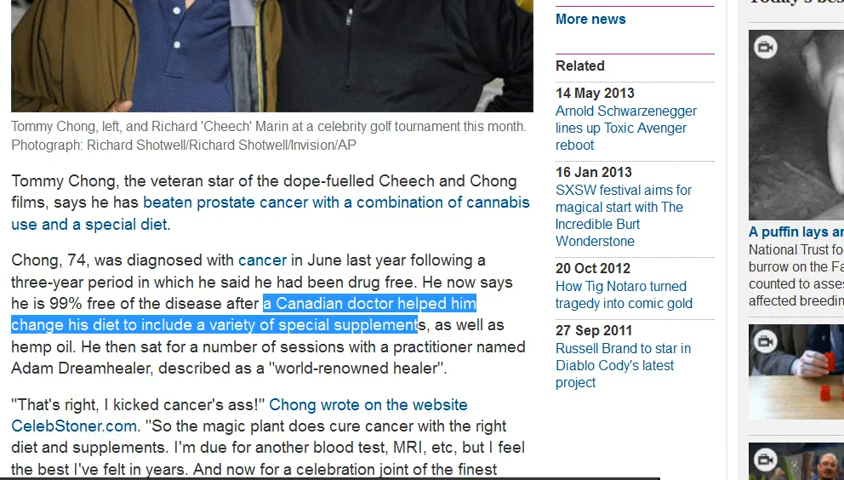 Tommy Chong, left, and Richard 'Cheech' Marin at a celebrity golf tournament this month.
Photograph: Richard Shotwell/Richard Shotwell/Invision/AP
Tommy Chong, the veteran star of the dope-fuelled Cheech and Chong
films, says he has beaten prostate cancer with a combination of cannabis
use and a special diet.
Chong, 74, was diagnosed with cancer in June last year following a
three-year period in which he said he had been drug free. He now says
he is 99% free of the disease after a Canadian doctor helped him
change his diet to include a variety of special supplements, as well as
hemp oil. He then sat for a number of sessions with a practitioner named
Adam Dreamhealer, described as a "world-renowned healer".
"That's right, I kicked cancer's ass!" Chong wrote on the website
CelebStoner.com. "So the magic plant does cure cancer with the right
diet and supplements. I'm due for another blood test, MRI, etc, but I feel
the best I've felt in years. And now for a celebration joint of the finest
More news
Related
14 May 2013
Arnold Schwarzenegger
lines up Toxic Avenger
reboot
16 Jan 2013
SXSW festival aims for
magical start with The
Incredible Burt
Wonderstone
20 Oct 2012
How Tig Notaro turned
tragedy into comic gold
27 Sep 2011
Russell Brand to star in
Diablo Cody's latest
project
Today's bes
A puffin lays ar
National Trust fo
burrow on the Fa
counted to asses
affected breedin